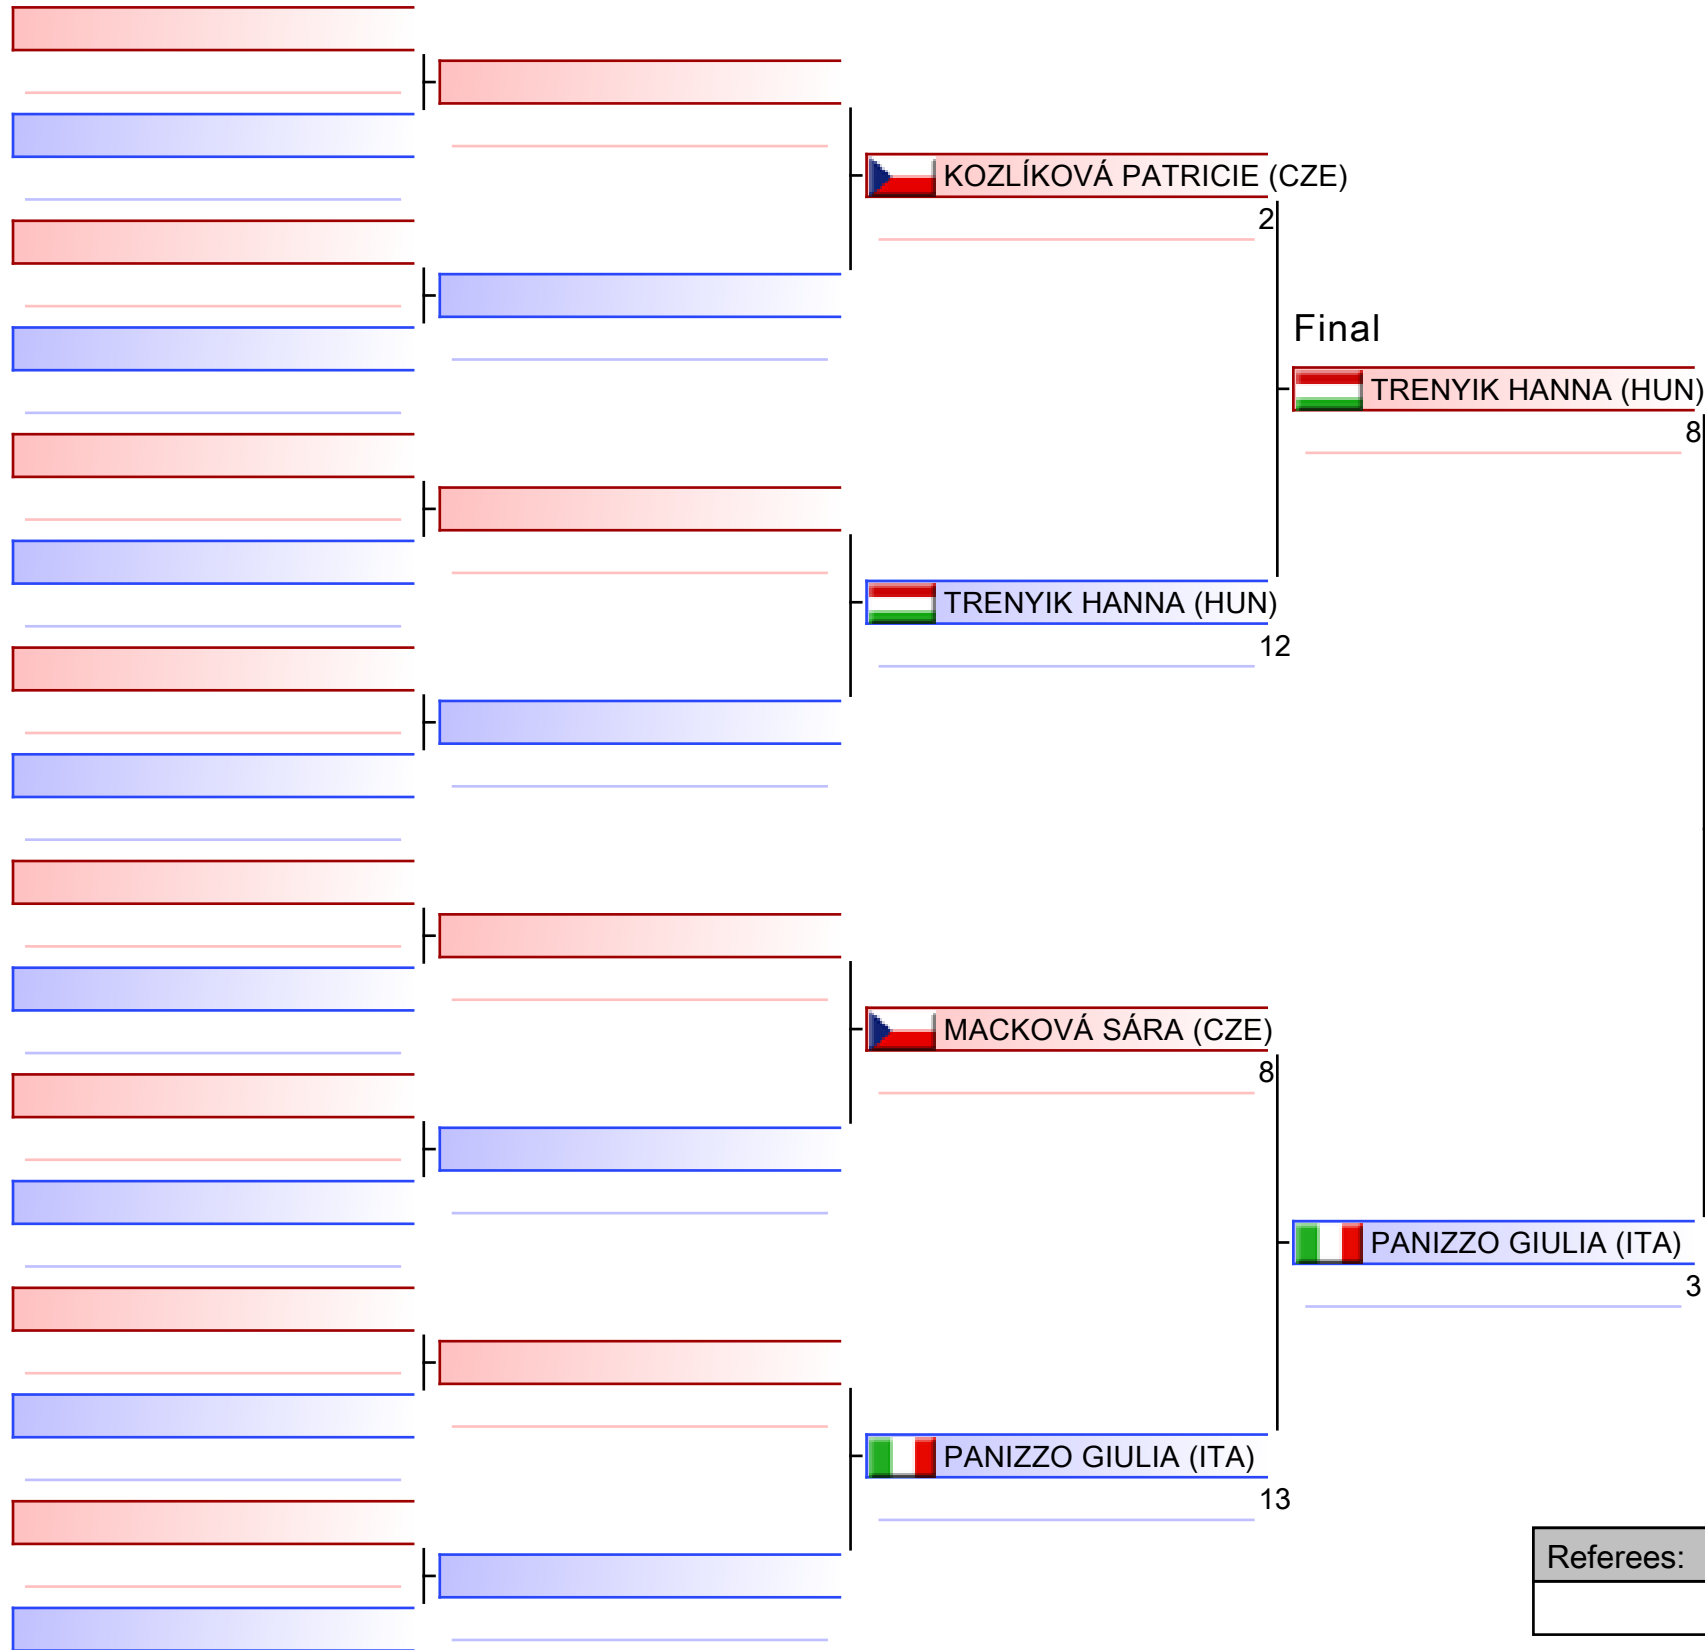 KOZLÍKOVÁ PATRICIE (CZE)
2
Final
TRENYIK HANNA (HUN)
8
TRENYIK HANNA (HUN)
12
MACKOVÁ SÁRA (CZE)
8
PANIZZO GIULIA (ITA)
3
PANIZZO GIULIA (ITA)
13
Referees: